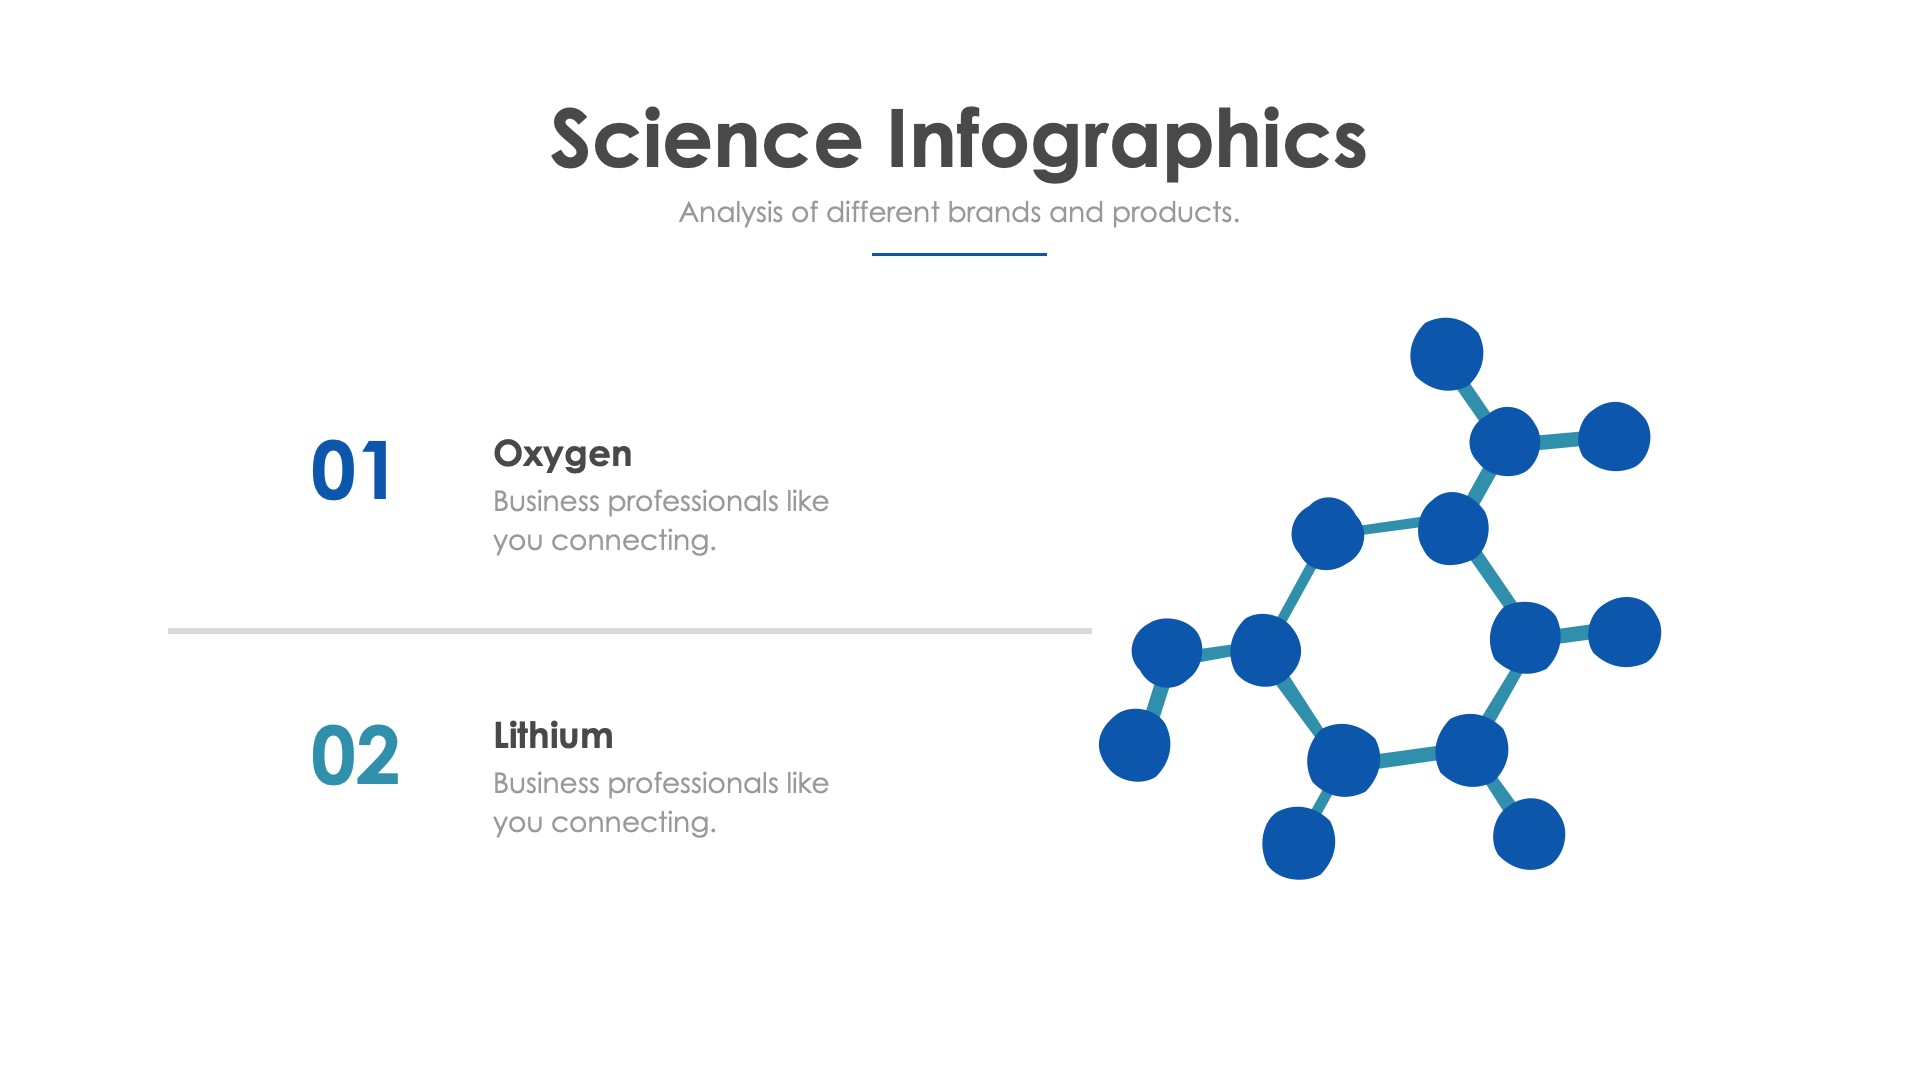 Science Infographics
Analysis of different brands and products.
01
Oxygen
Business professionals like
you connecting.
02
Lithium
Business professionals like
you connecting.